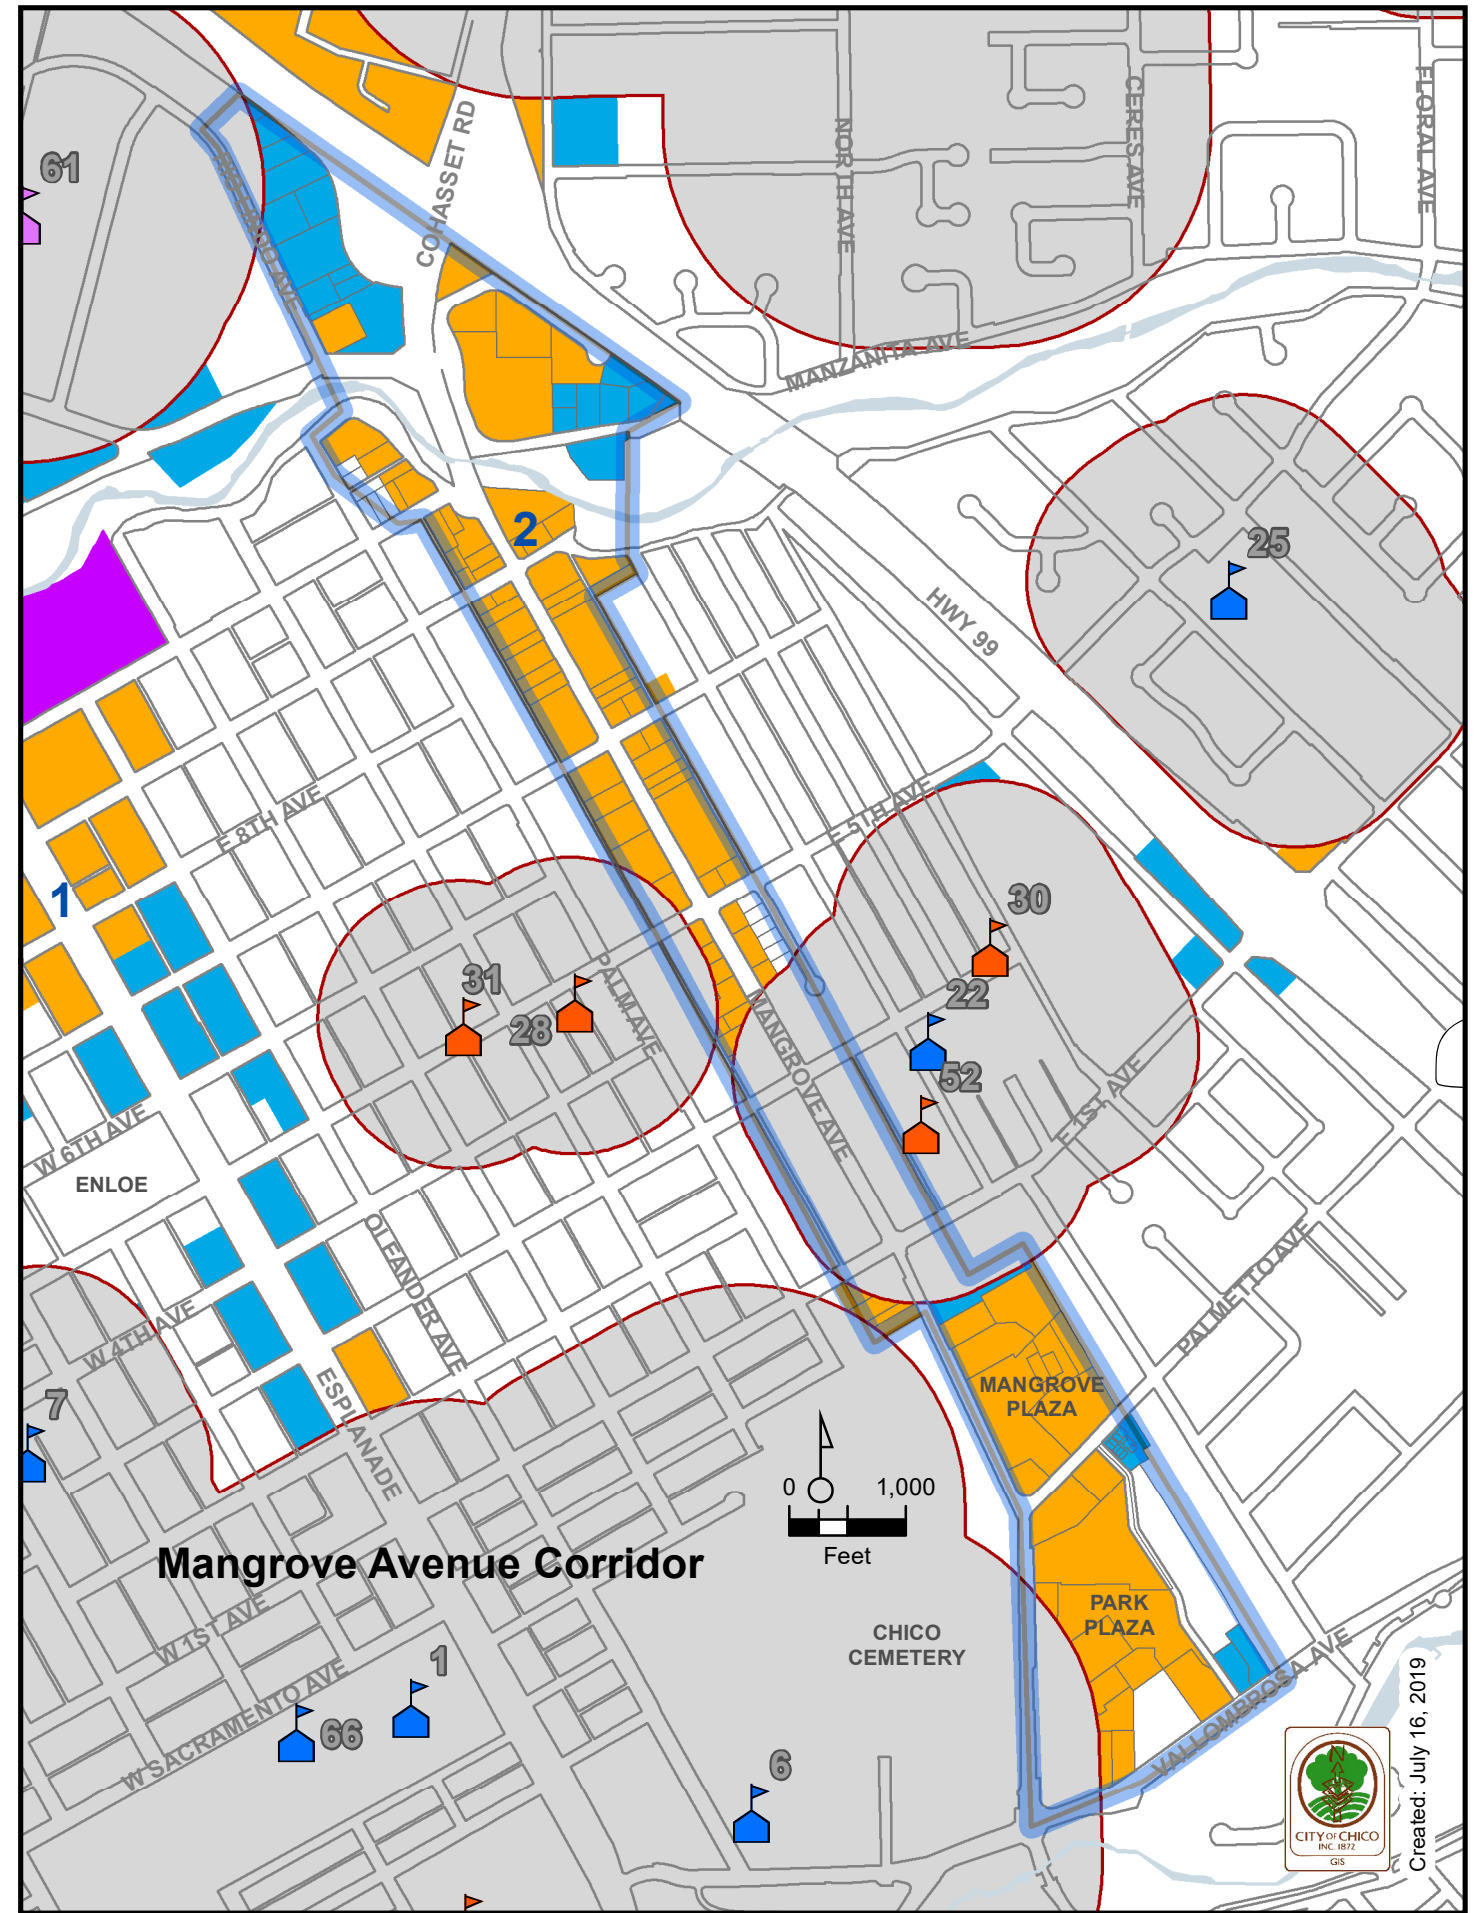 61
COHASSET RD
NORTH AVE
CERES AVE
FLORAL AVE
RIO LINDO AVE
MANZANITA AVE
2
25
HWY 99
E 8TH AVE
E 5TH AVE
1
30
31
28
PALM AVE
22
52
MANGROVE AVE
E 1ST AVE
W 6TH AVE
ENLOE
OLEANDER AVE
PALMETTO AVE
W 4TH AVE
ESPLANADE
7
MANGROVE
PLAZA
0 1,000
Feet
Mangrove Avenue Corridor
PARK
PLAZA
CHICO
CEMETERY
W 1ST AVE
W SACRAMENTO AVE
1
66
6
VALLOMBROSA AVE
N
CITY OF CHICO
INC. 1872
GIS
Created: July 16, 2019